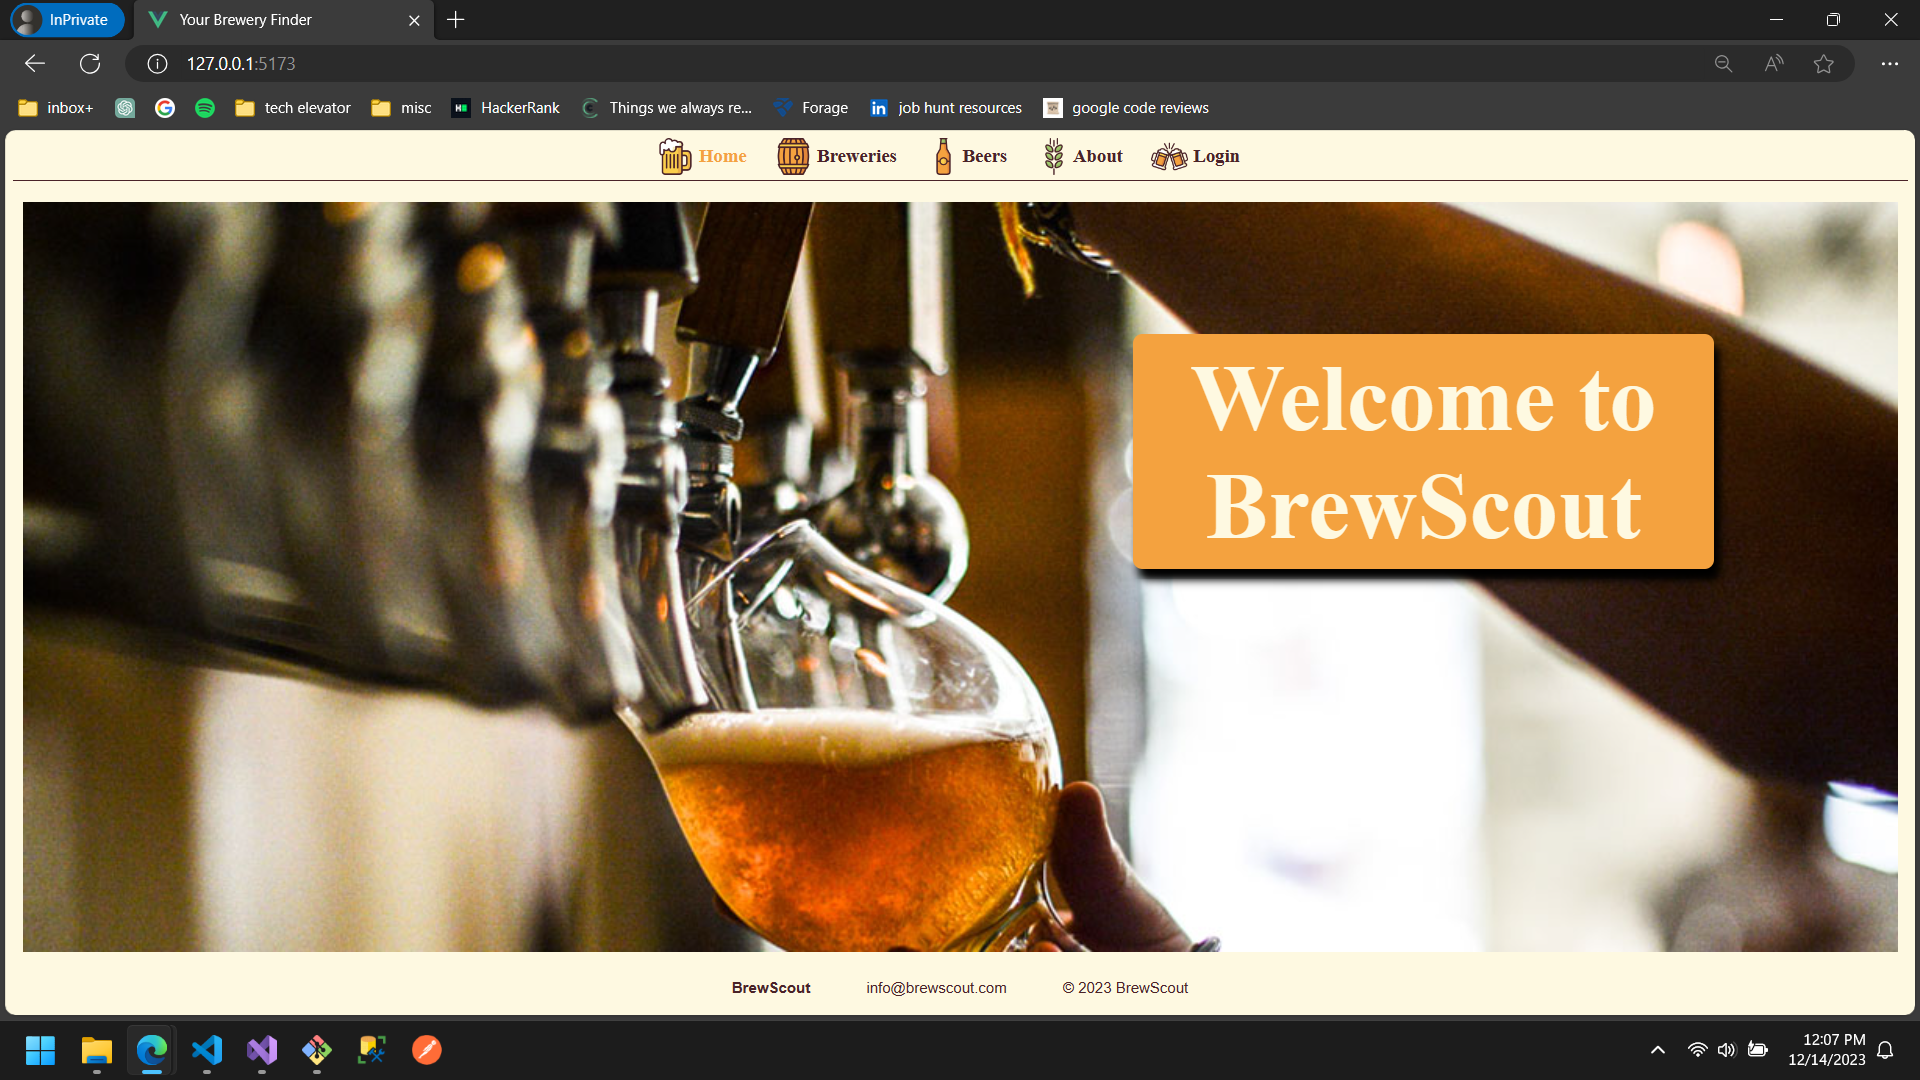 InPrivate
Your Brewery Finder
127.0.0.1:5173
inbox+
tech elevator
misc
HackerRank
Things we always re...
Forage
job hunt resources
google code reviews
Home
Breweries
Beers
About
Login
Welcome to
BrewScout
BrewScout
info@brewscout.com
© 2023 BrewScout
12:07 PM
12/14/2023